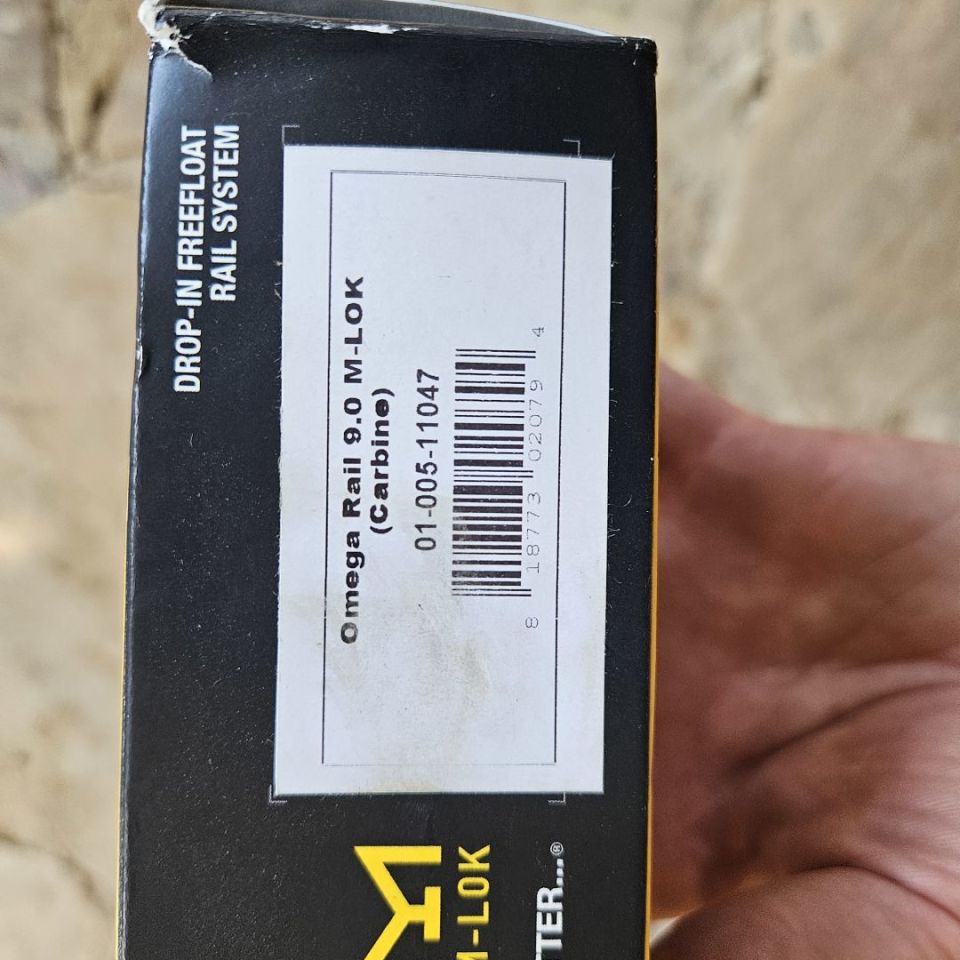 DROP-IN FREEFLOAT
RAIL SYSTEM
Omega Rail 9.0 M-LOK
(Carbine)
01-005-11047
8 18773 02079 4
M-LOK